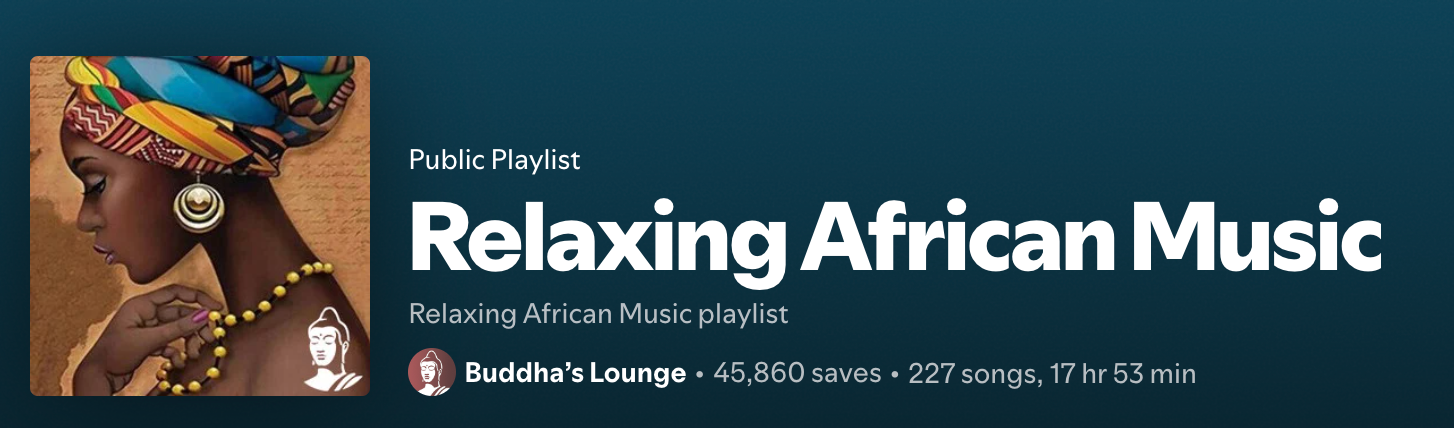 Public Playlist
Relaxing African Music
Relaxing African Music playlist
Buddha’s Lounge • 45,860 saves • 227 songs, 17 hr 53 min